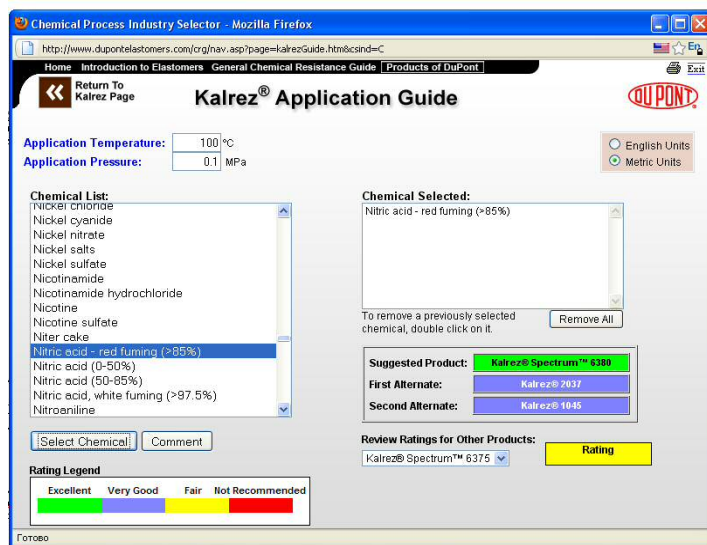 Chemical Process Industry Selector - Mozilla Firefox
http://www.dupontelastomers.com/crg/nav.asp?page=kalrezGuide.htm&csind=C
En
Home Introduction to Elastomers General Chemical Resistance Guide Products of DuPont
Exit
Return To
Kalrez Page
Kalrez® Application Guide
DU PONT
Application Temperature: 100 °C
Application Pressure: 0.1 MPa
English Units
Metric Units
Chemical List:
Nickel chloride
Nickel cyanide
Nickel nitrate
Nickel salts
Nickel sulfate
Nicotinamide
Nicotinamide hydrochloride
Nicotine
Nicotine sulfate
Niter cake
Nitric acid - red fuming (>85%)
Nitric acid (0-50%)
Nitric acid (50-85%)
Nitric acid, white fuming (>97.5%)
Nitroaniline
Select Chemical Comment
Chemical Selected:
Nitric acid - red fuming (>85%)
To remove a previously selected
chemical, double click on it.
Remove All
Suggested Product: Kalrez® Spectrum™ 6380
First Alternate: Kalrez® 2037
Second Alternate: Kalrez® 1045
Review Ratings for Other Products:
Kalrez® Spectrum™ 6375
Rating
Rating Legend
Excellent Very Good Fair Not Recommended
Готово